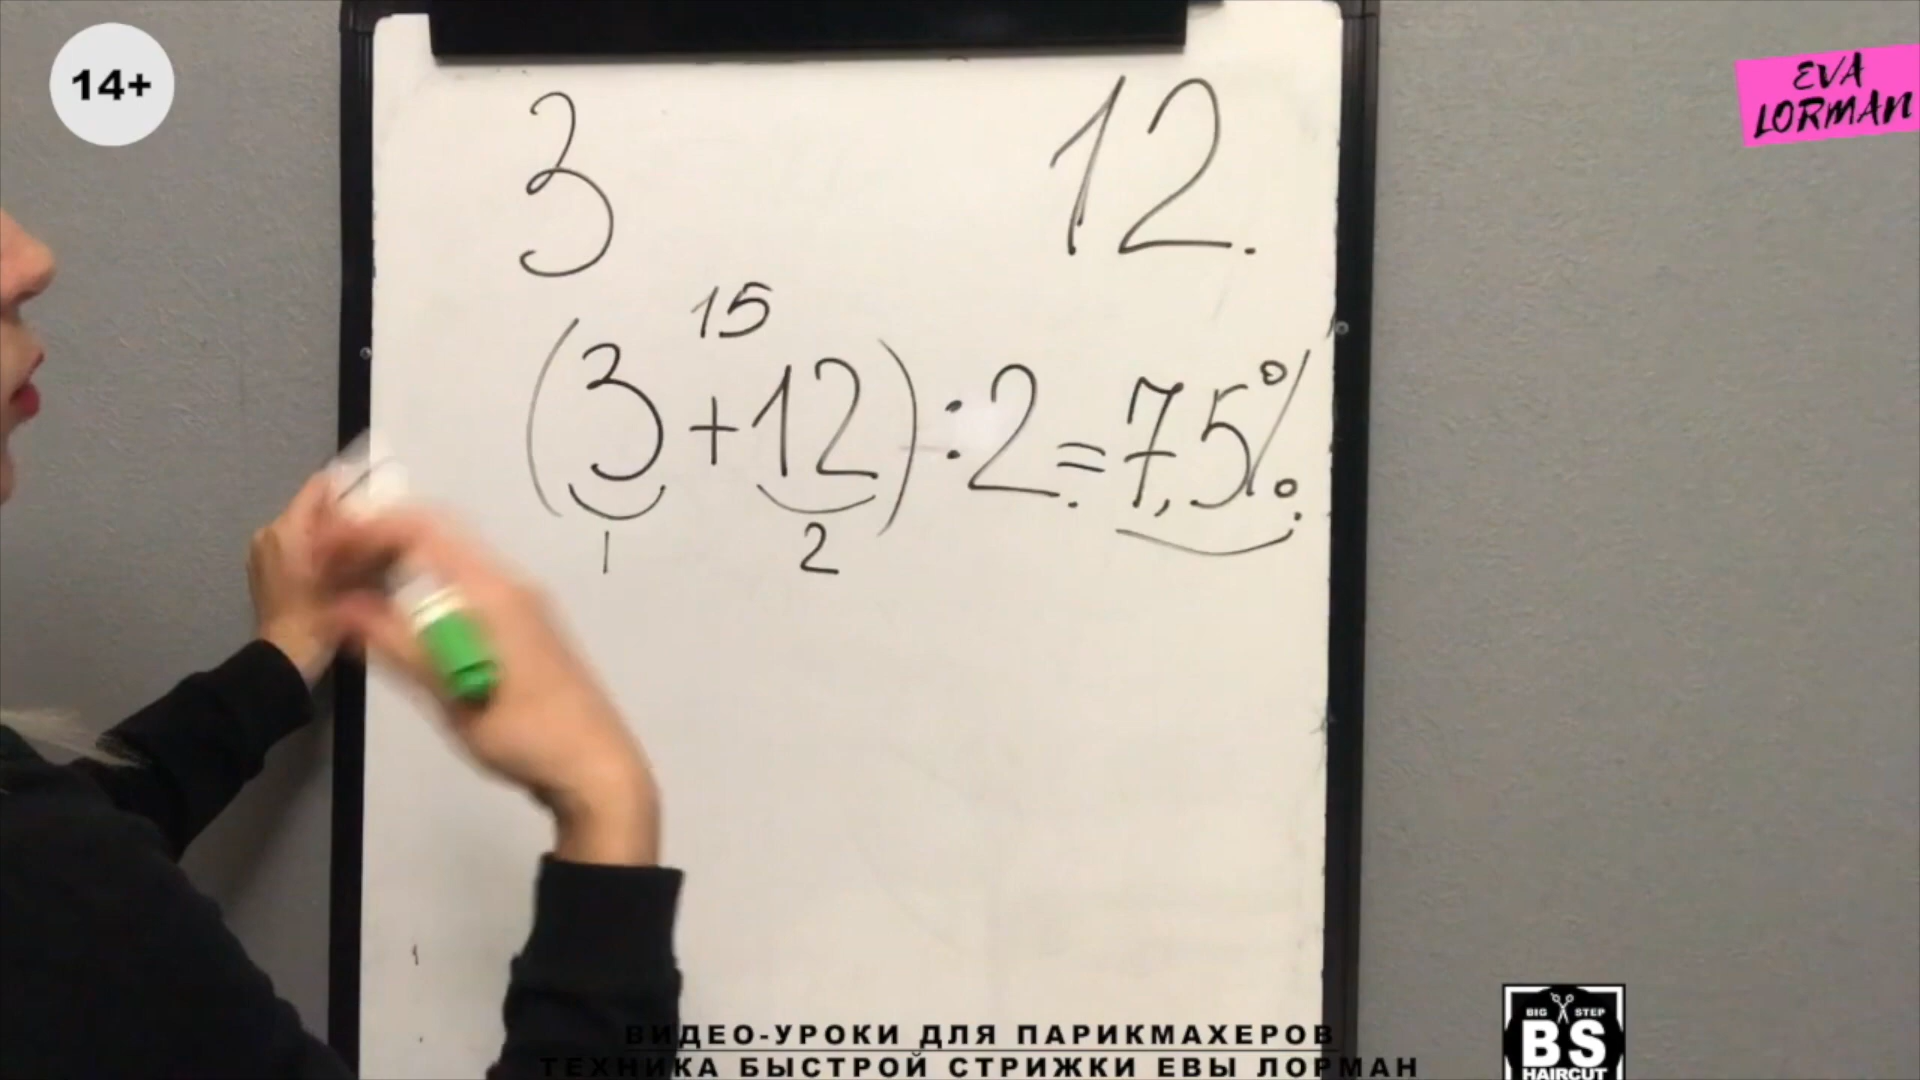 14+
EVA
LORMAN
3 12.
15
(3+12):2=7,5%.
1 2
ВИДЕО-УРОКИ ДЛЯ ПАРИКМАХЕРОВ
ТЕХНИКА БЫСТРОЙ СТРИЖКИ ЕВЫ ЛОРМАН
BIG STEP
BS
HAIRCUT